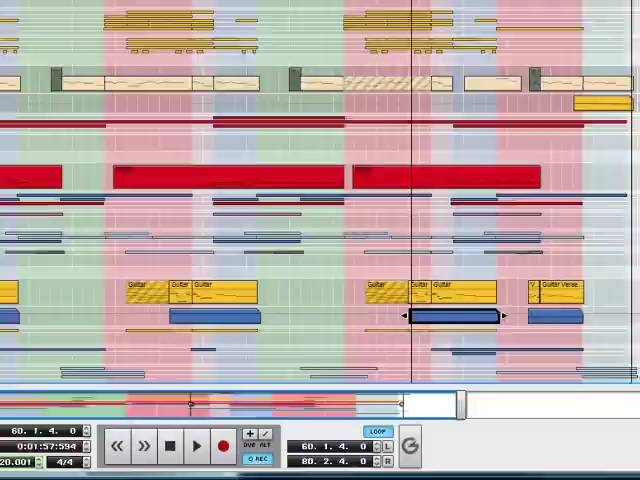 Guitar
Guitar
Guitar
Guitar
Guitar
Guitar
V...
Guitar Verse
60. 1. 4. 0
0:01:57:594
20.001
4/4
DUB ALT
Q REC
LOOP
60. 1. 4. 0 L
80. 2. 4. 0 R